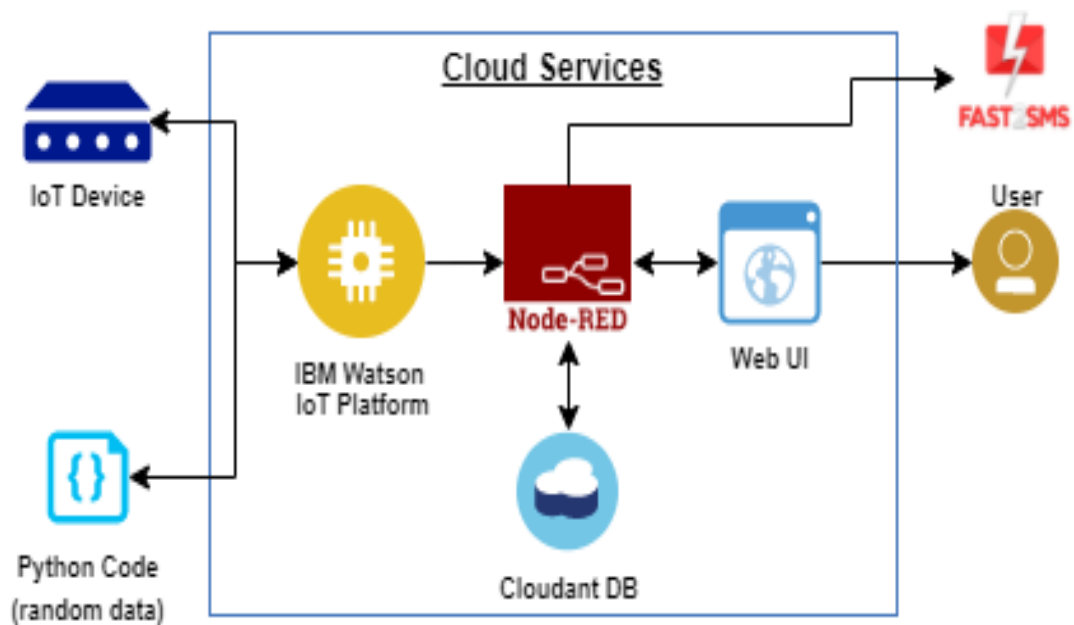 Cloud Services
FAST2SMS
IoT Device
User
Node-RED
Web UI
IBM Watson
IoT Platform
Python Code
(random data)
Cloudant DB